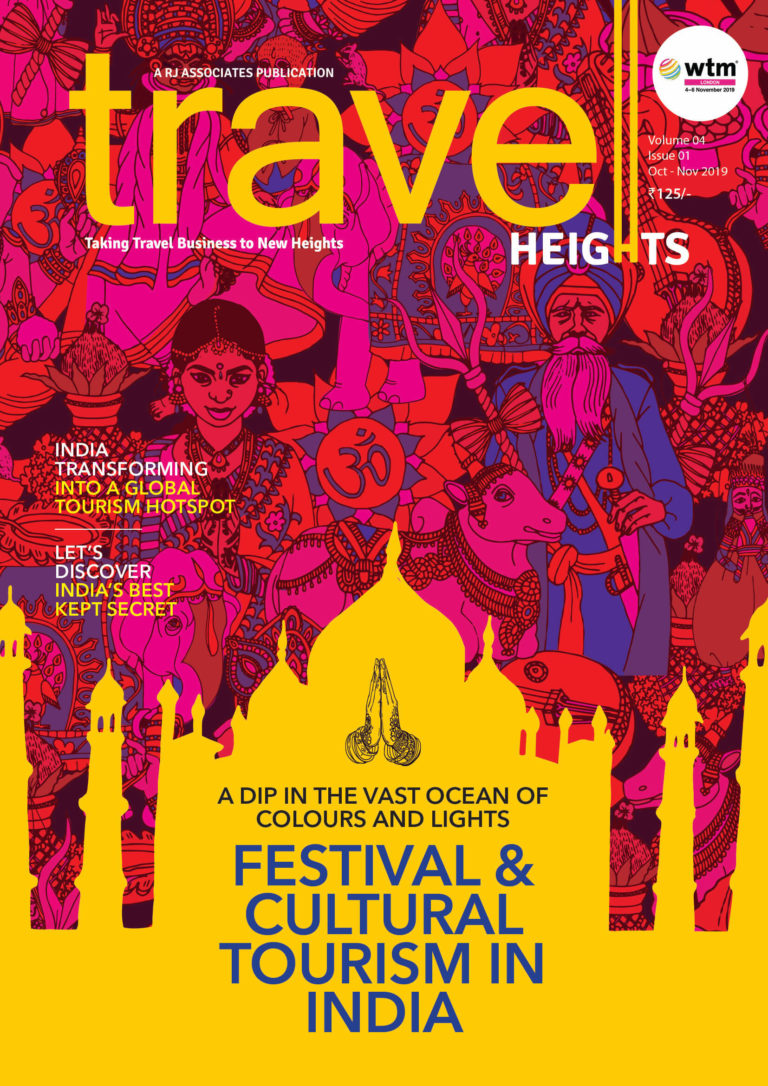 A RJ ASSOCIATES PUBLICATION
travel
HEIGHTS
Taking Travel Business to New Heights
wtm®
LONDON
4–6 November 2019
Volume 04
Issue 01
Oct - Nov 2019
₹125/-
INDIA
TRANSFORMING
INTO A GLOBAL
TOURISM HOTSPOT
LET'S
DISCOVER
INDIA'S BEST
KEPT SECRET
ॐ
ॐ
ॐ
A DIP IN THE VAST OCEAN OF
COLOURS AND LIGHTS
FESTIVAL &
CULTURAL
TOURISM IN
INDIA